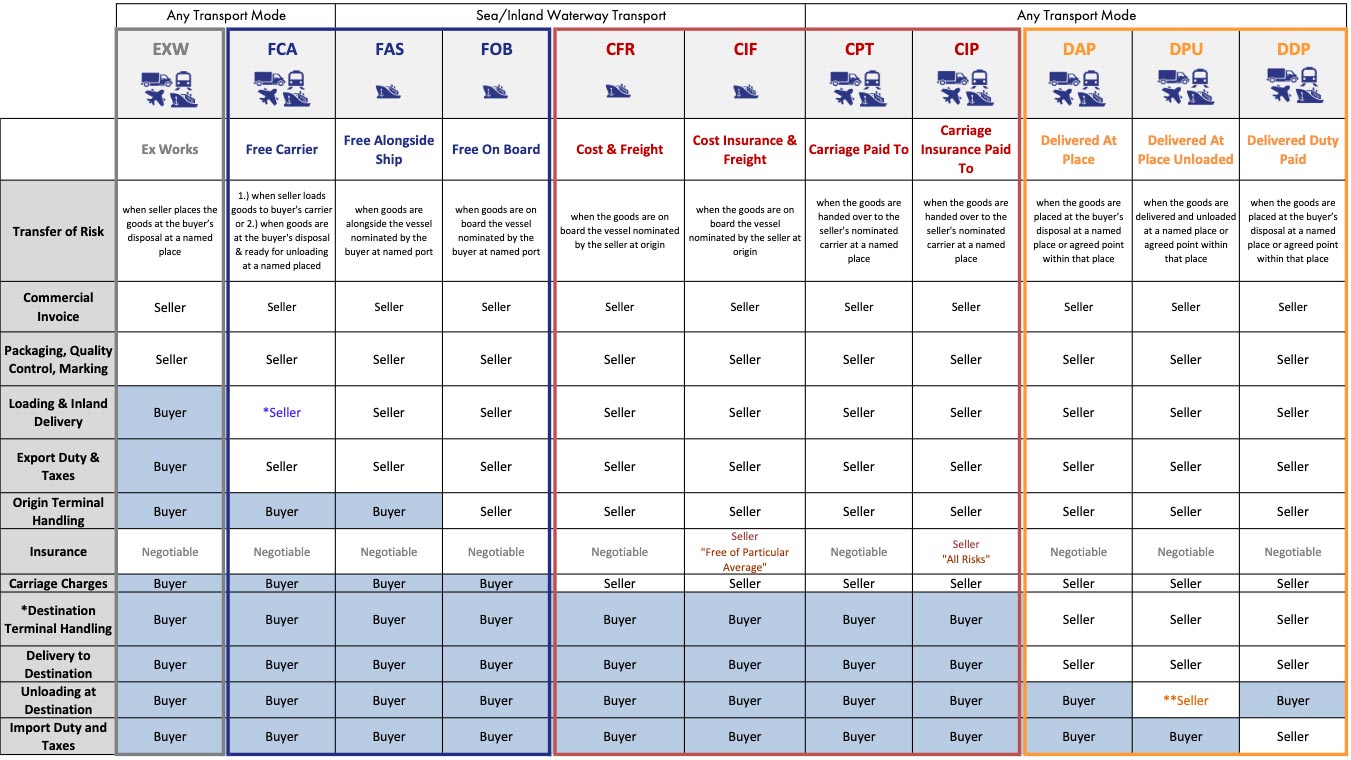 Any Transport Mode
Sea/Inland Waterway Transport
Any Transport Mode
EXW
FCA
FAS
FOB
CFR
CIF
CPT
CIP
DAP
DPU
DDP
Ex Works
Free Carrier
Free Alongside
Ship
Free On Board
Cost & Freight
Cost Insurance &
Freight
Carriage Paid To
Carriage
Insurance Paid
To
Delivered At
Place
Delivered At
Place Unloaded
Delivered Duty
Paid
Transfer of Risk
when seller places the
goods at the buyer's
disposal at a named
place
1.) when seller loads
goods to buyer's carrier
or 2.) when goods are
at the buyer's disposal
& ready for unloading
at a named placed
when goods are
alongside the vessel
nominated by the
buyer at named port
when goods are on
board the vessel
nominated by the
buyer at named port
when the goods are on
board the vessel nominated
by the seller at origin
when the goods are on
board the vessel
nominated by the seller at
origin
when the goods are
handed over to the
seller's nominated
carrier at a named
place
when the goods are
handed over to the
seller's nominated
carrier at a named
place
when the goods are
placed at the buyer's
disposal at a named
place or agreed point
within that place
when the goods are
delivered and unloaded
at a named place or
agreed point within
that place
when the goods are
placed at the buyer's
disposal at a named
place or agreed point
within that place
Commercial
Invoice
Seller
Seller
Seller
Seller
Seller
Seller
Seller
Seller
Seller
Seller
Seller
Packaging, Quality
Control, Marking
Seller
Seller
Seller
Seller
Seller
Seller
Seller
Seller
Seller
Seller
Seller
Loading & Inland
Delivery
Buyer
*Seller
Seller
Seller
Seller
Seller
Seller
Seller
Seller
Seller
Seller
Export Duty &
Taxes
Buyer
Seller
Seller
Seller
Seller
Seller
Seller
Seller
Seller
Seller
Seller
Origin Terminal
Handling
Buyer
Buyer
Buyer
Seller
Seller
Seller
Seller
Seller
Seller
Seller
Seller
Insurance
Negotiable
Negotiable
Negotiable
Negotiable
Negotiable
Seller
"Free of Particular
Average"
Negotiable
Seller
"All Risks"
Negotiable
Negotiable
Negotiable
Carriage Charges
Buyer
Buyer
Buyer
Buyer
Seller
Seller
Seller
Seller
Seller
Seller
Seller
*Destination
Terminal Handling
Buyer
Buyer
Buyer
Buyer
Buyer
Buyer
Buyer
Buyer
Seller
Seller
Seller
Delivery to
Destination
Buyer
Buyer
Buyer
Buyer
Buyer
Buyer
Buyer
Buyer
Seller
Seller
Seller
Unloading at
Destination
Buyer
Buyer
Buyer
Buyer
Buyer
Buyer
Buyer
Buyer
Buyer
**Seller
Buyer
Import Duty and
Taxes
Buyer
Buyer
Buyer
Buyer
Buyer
Buyer
Buyer
Buyer
Buyer
Buyer
Seller